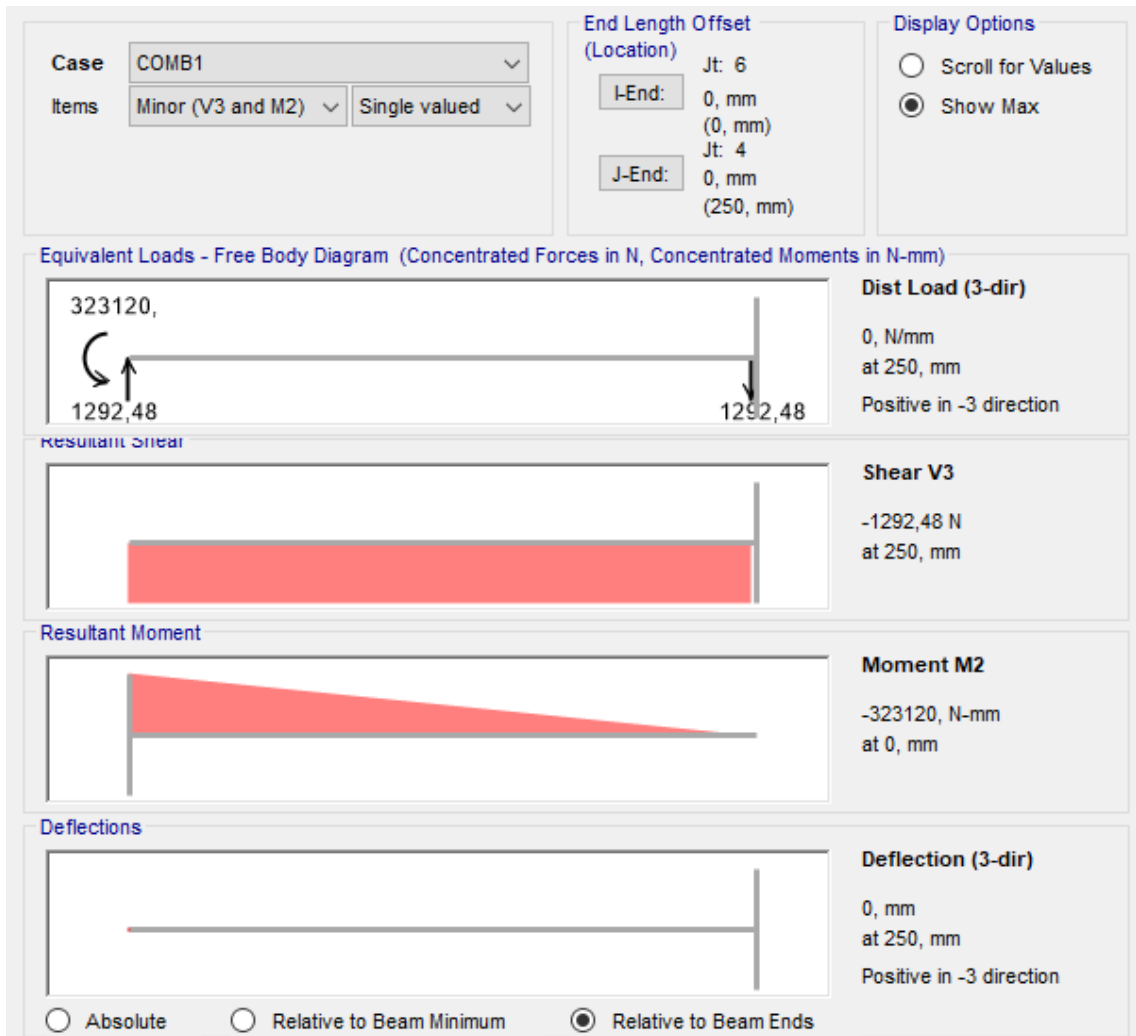 Case
COMB1
Items
Minor (V3 and M2)
Single valued
End Length Offset
(Location)
I-End:
Jt: 6
0, mm
(0, mm)
J-End:
Jt: 4
0, mm
(250, mm)
Display Options
Scroll for Values
Show Max
Equivalent Loads - Free Body Diagram (Concentrated Forces in N, Concentrated Moments in N-mm)
323120,
1292,48
1292,48
Dist Load (3-dir)
0, N/mm
at 250, mm
Positive in -3 direction
Resultant Shear
Shear V3
-1292,48 N
at 250, mm
Resultant Moment
Moment M2
-323120, N-mm
at 0, mm
Deflections
Deflection (3-dir)
0, mm
at 250, mm
Positive in -3 direction
Absolute
Relative to Beam Minimum
Relative to Beam Ends